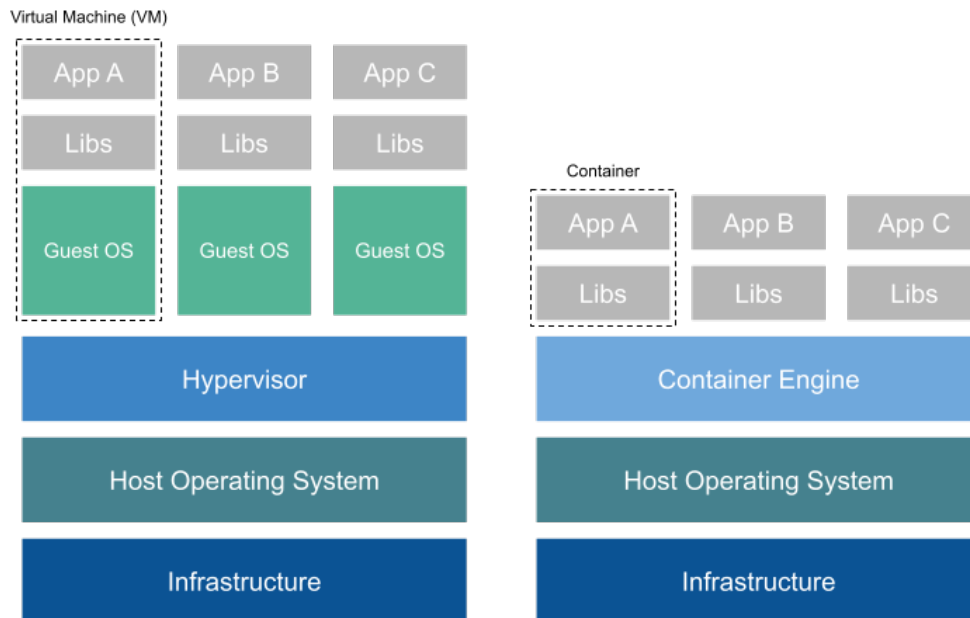 Virtual Machine (VM)
App A App B App C
Libs Libs Libs
Guest OS Guest OS Guest OS
Hypervisor
Host Operating System
Infrastructure
Container
App A App B App C
Libs Libs Libs
Container Engine
Host Operating System
Infrastructure